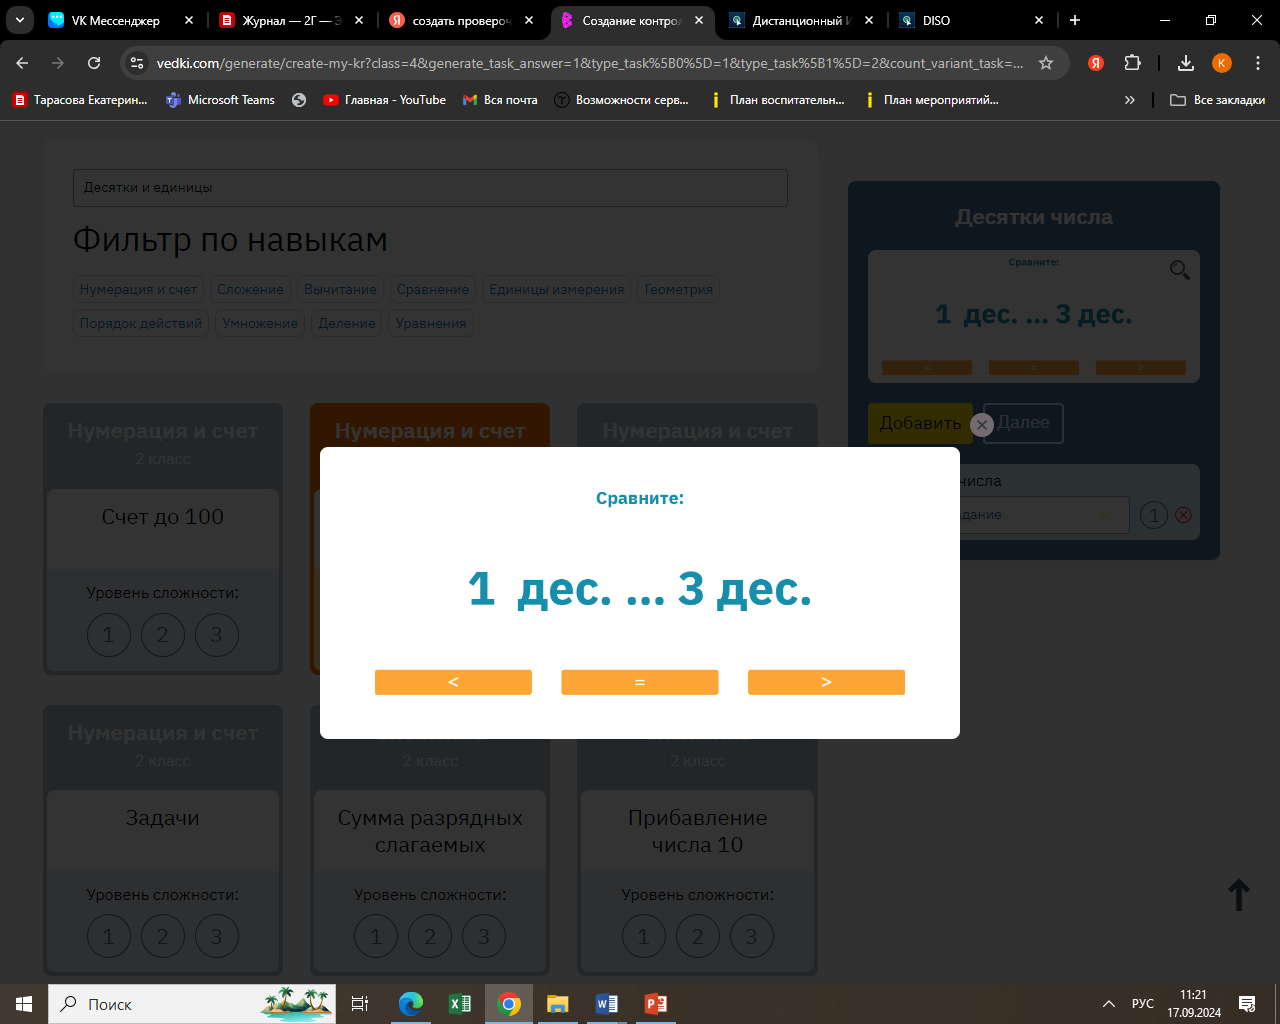 VK Мессенджер
Журнал — 2Г — Э
создать провероч
Создание контрол
Дистанционный И
DISO
vedki.com/generate/create-my-kr?class=4&generate_task_answer=1&type_task%5B0%5D=1&type_task%5B1%5D=2&count_variant_task=...
Тарасова Екатерин...
Microsoft Teams
Главная - YouTube
Вся почта
Возможности серв...
План воспитательн...
План мероприятий...
Все закладки
Десятки и единицы
Фильтр по навыкам
Нумерация и счет Сложение Вычитание Сравнение Единицы измерения Геометрия
Порядок действий Умножение Деление Уравнения
Десятки числа
Сравните:
1 дес. ... 3 дес.
< = >
Добавить Далее
числа
дание
1
Нумерация и счет
2 класс
Счет до 100
Уровень сложности:
1 2 3
Нумерация и счет
Нумерация и счет
Сравните:
1 дес. ... 3 дес.
< = >
Нумерация и счет
2 класс
Задачи
Уровень сложности:
1 2 3
2 класс
Сумма разрядных
слагаемых
Уровень сложности:
1 2 3
2 класс
Прибавление
числа 10
Уровень сложности:
1 2 3
Поиск
РУС
11:21
17.09.2024